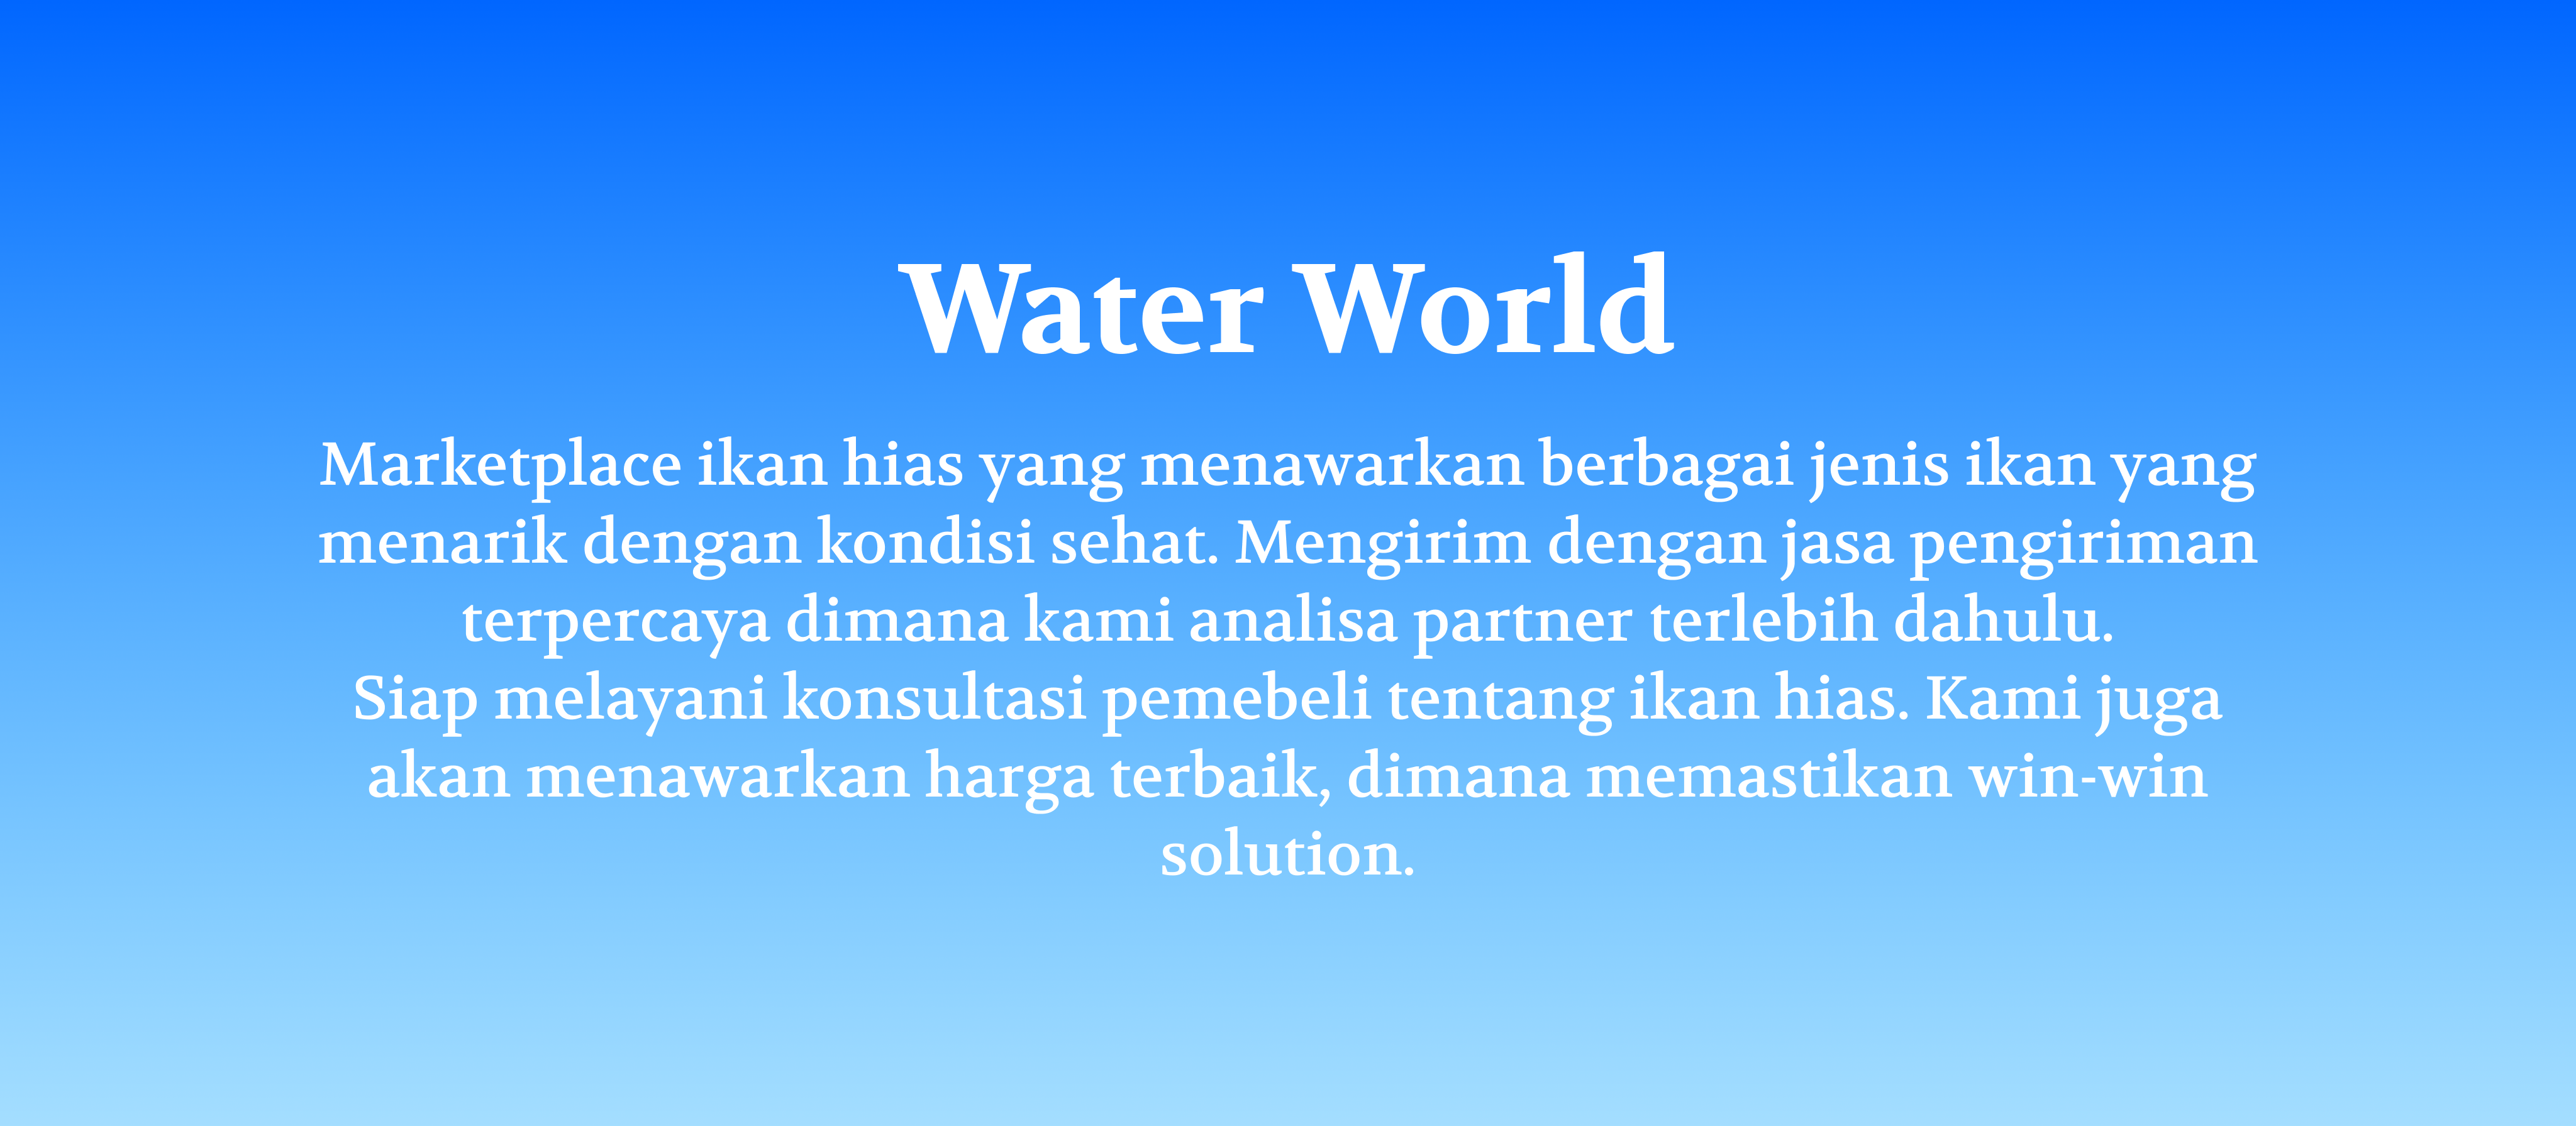 Water World
Marketplace ikan hias yang menawarkan berbagai jenis ikan yang
menarik dengan kondisi sehat. Mengirim dengan jasa pengiriman
terpercaya dimana kami analisa partner terlebih dahulu.
Siap melayani konsultasi pemebeli tentang ikan hias. Kami juga
akan menawarkan harga terbaik, dimana memastikan win-win
solution.